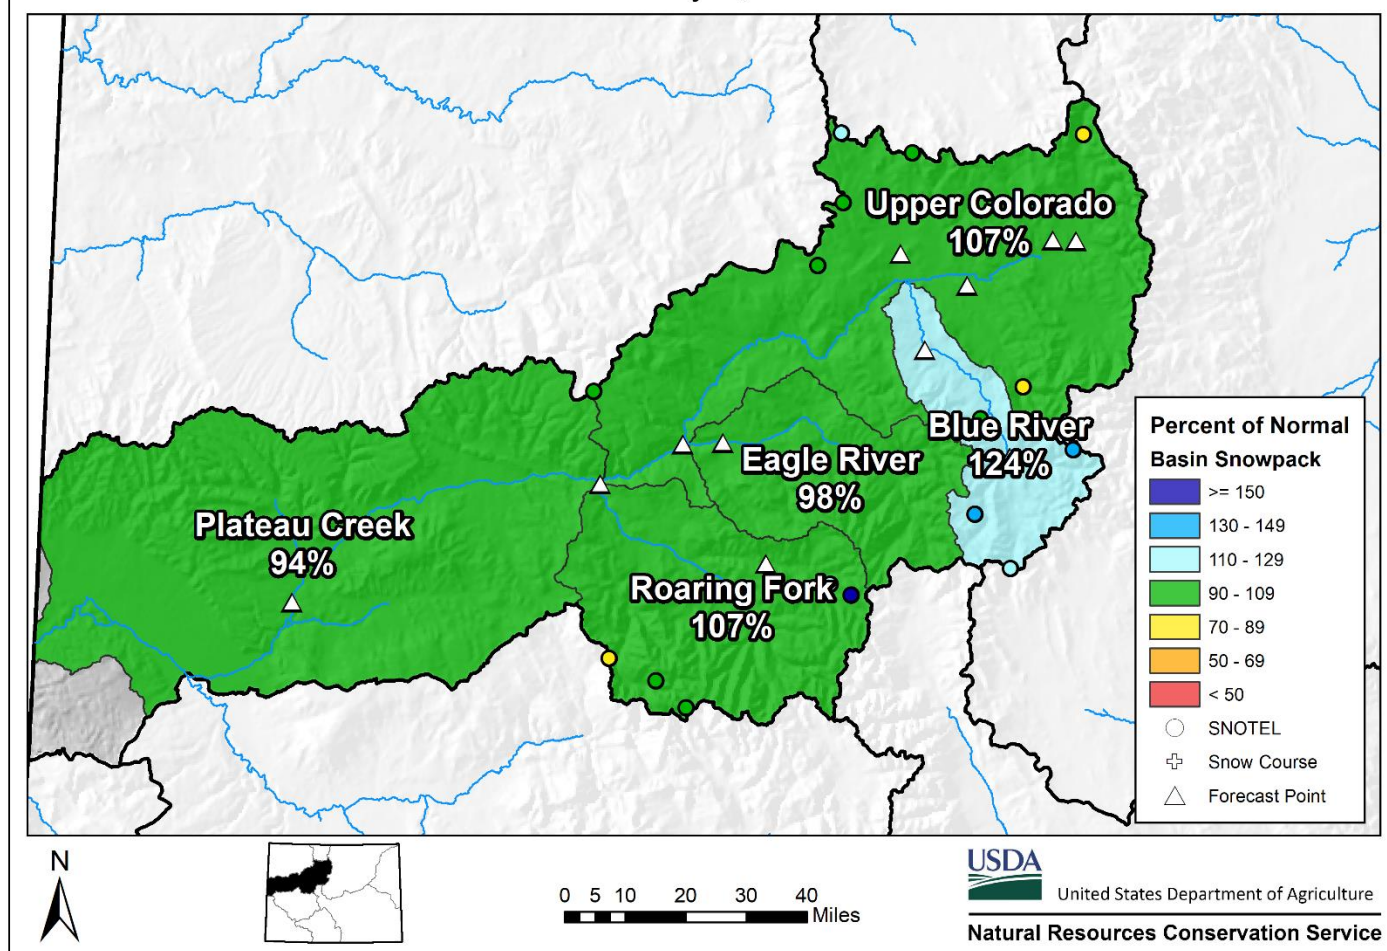 Upper Colorado
107%
Blue River
124%
Eagle River
98%
Plateau Creek
94%
Roaring Fork
107%
Percent of Normal
Basin Snowpack
>= 150
130 - 149
110 - 129
90 - 109
70 - 89
50 - 69
< 50
SNOTEL
Snow Course
Forecast Point
N
0 5 10 20 30 40
Miles
USDA
United States Department of Agriculture
Natural Resources Conservation Service